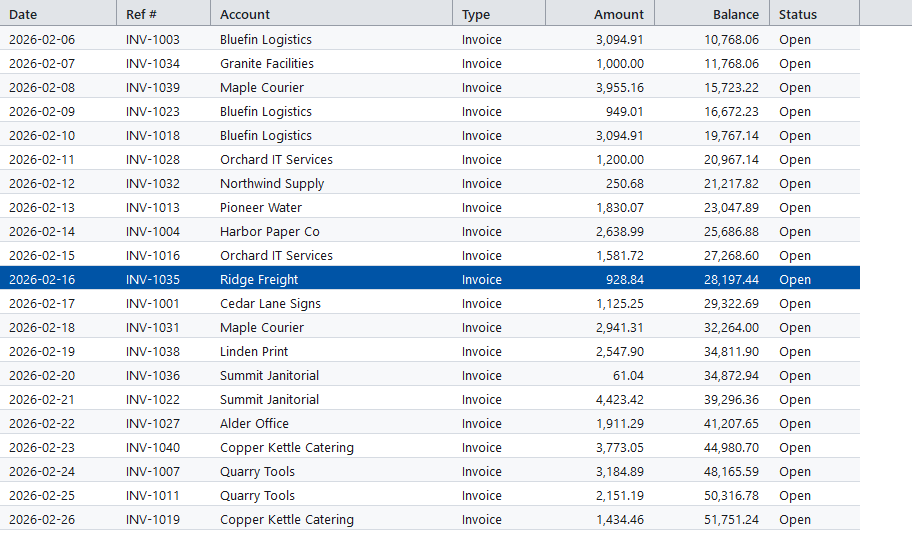 Date Ref # Account Type Amount Balance Status
2026-02-06 INV-1003 Bluefin Logistics Invoice 3,094.91 10,768.06 Open
2026-02-07 INV-1034 Granite Facilities Invoice 1,000.00 11,768.06 Open
2026-02-08 INV-1039 Maple Courier Invoice 3,955.16 15,723.22 Open
2026-02-09 INV-1023 Bluefin Logistics Invoice 949.01 16,672.23 Open
2026-02-10 INV-1018 Bluefin Logistics Invoice 3,094.91 19,767.14 Open
2026-02-11 INV-1028 Orchard IT Services Invoice 1,200.00 20,967.14 Open
2026-02-12 INV-1032 Northwind Supply Invoice 250.68 21,217.82 Open
2026-02-13 INV-1013 Pioneer Water Invoice 1,830.07 23,047.89 Open
2026-02-14 INV-1004 Harbor Paper Co Invoice 2,638.99 25,686.88 Open
2026-02-15 INV-1016 Orchard IT Services Invoice 1,581.72 27,268.60 Open
2026-02-16 INV-1035 Ridge Freight Invoice 928.84 28,197.44 Open
2026-02-17 INV-1001 Cedar Lane Signs Invoice 1,125.25 29,322.69 Open
2026-02-18 INV-1031 Maple Courier Invoice 2,941.31 32,264.00 Open
2026-02-19 INV-1038 Linden Print Invoice 2,547.90 34,811.90 Open
2026-02-20 INV-1036 Summit Janitorial Invoice 61.04 34,872.94 Open
2026-02-21 INV-1022 Summit Janitorial Invoice 4,423.42 39,296.36 Open
2026-02-22 INV-1027 Alder Office Invoice 1,911.29 41,207.65 Open
2026-02-23 INV-1040 Copper Kettle Catering Invoice 3,773.05 44,980.70 Open
2026-02-24 INV-1007 Quarry Tools Invoice 3,184.89 48,165.59 Open
2026-02-25 INV-1011 Quarry Tools Invoice 2,151.19 50,316.78 Open
2026-02-26 INV-1019 Copper Kettle Catering Invoice 1,434.46 51,751.24 Open